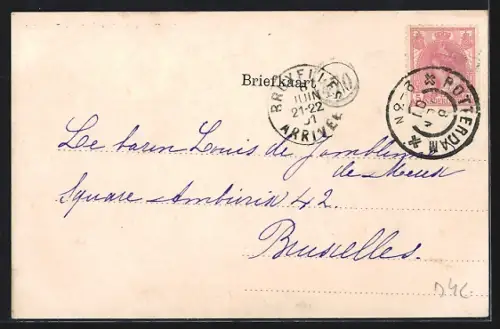 Briefkaart
BRUXELLES
8
JUIN
21-22
01
ARRIVEE
ROTTERDAM
Le baron Louis de Jamblinne
de Meux
Square Ambiorix 42.
Bruxelles.